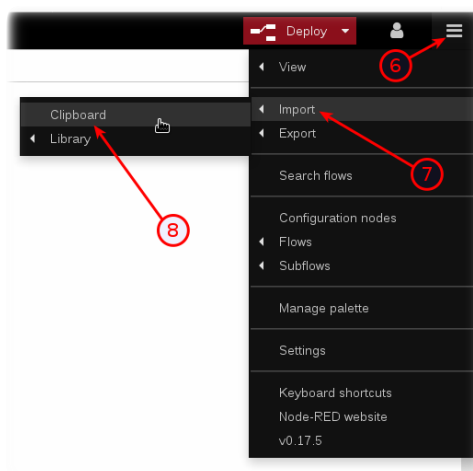 Deploy
6
View
Clipboard
Import
Library
Export
7
Search flows
8
Configuration nodes
Flows
Subflows
Manage palette
Settings
Keyboard shortcuts
Node-RED website
v0.17.5